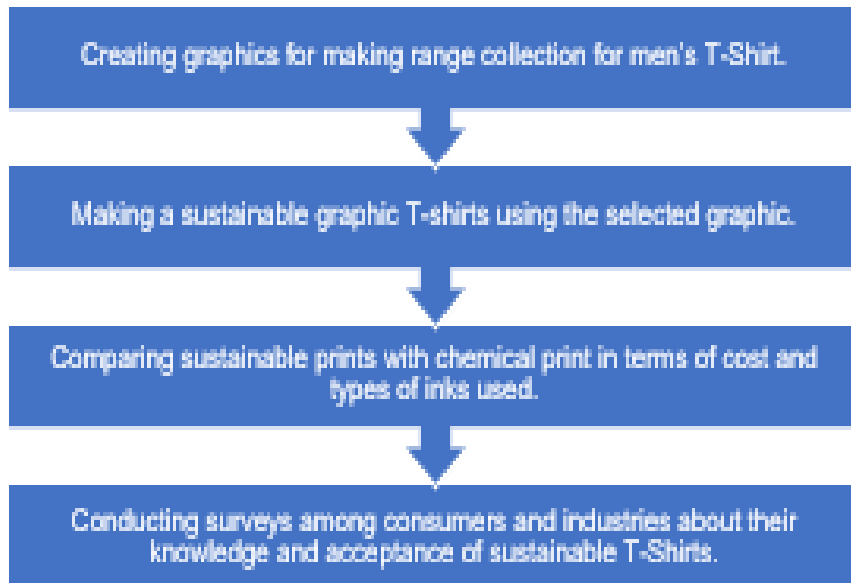 Creating graphics for making range collection for men's T-Shirt.
Making a sustainable graphic T-shirts using the selected graphic.
Comparing sustainable prints with chemical print in terms of cost and
types of inks used.
Conducting surveys among consumers and industries about their
knowledge and acceptance of sustainable T-Shirts.